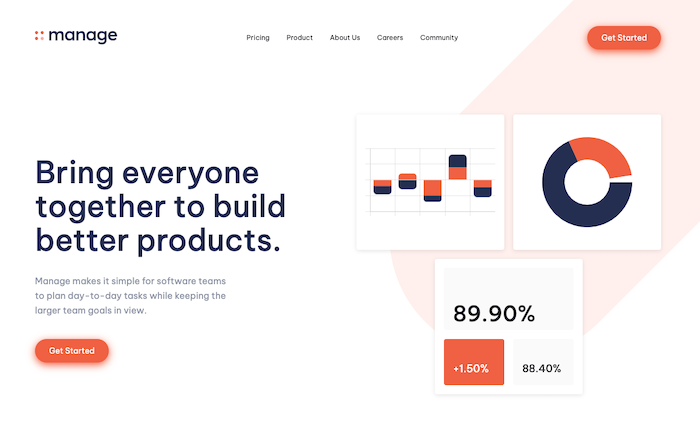 manage
Pricing
Product
About Us
Careers
Community
Get Started
Bring everyone
together to build
better products.
Manage makes it simple for software teams
to plan day-to-day tasks while keeping the
larger team goals in view.
Get Started
89.90%
+1.50%
88.40%